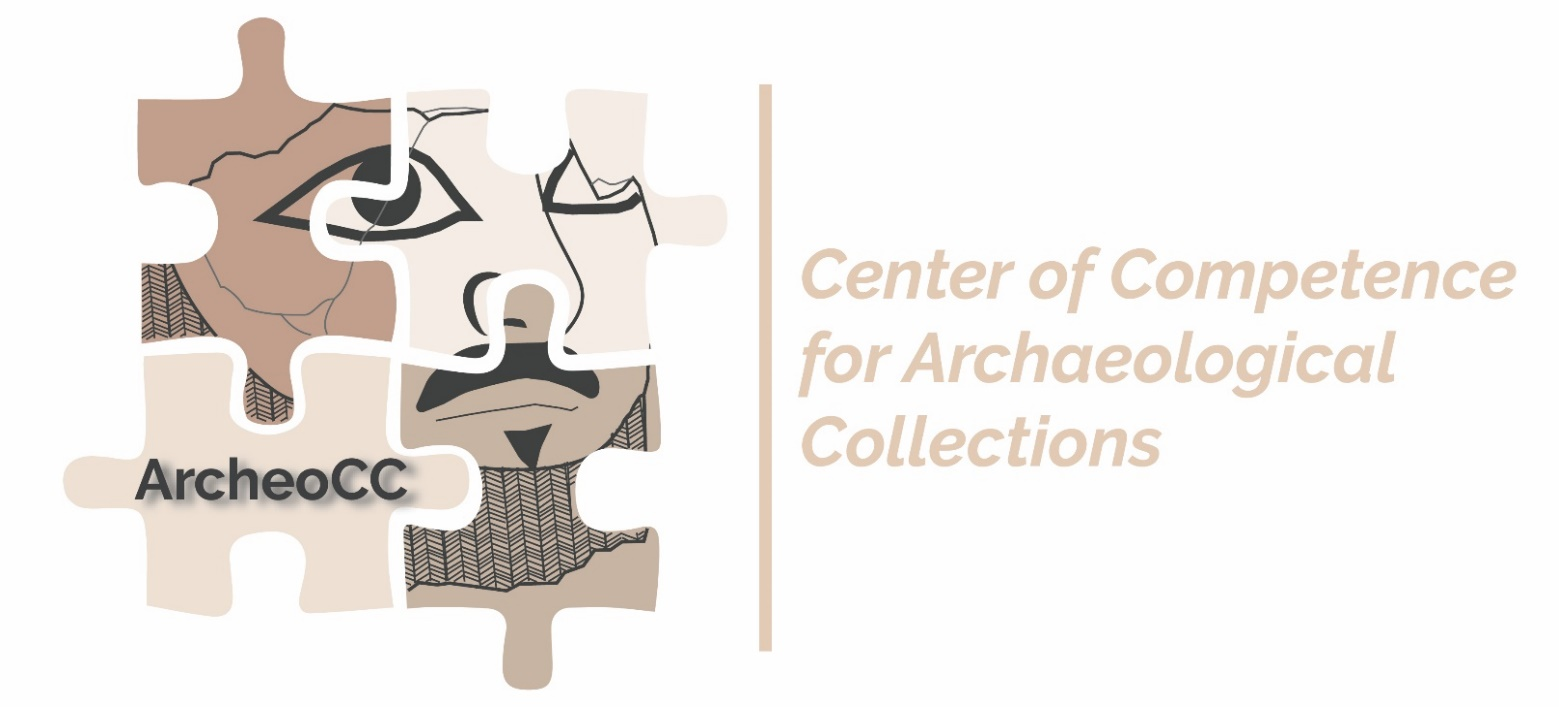 ArcheoCC
Center of Competence
for Archaeological
Collections